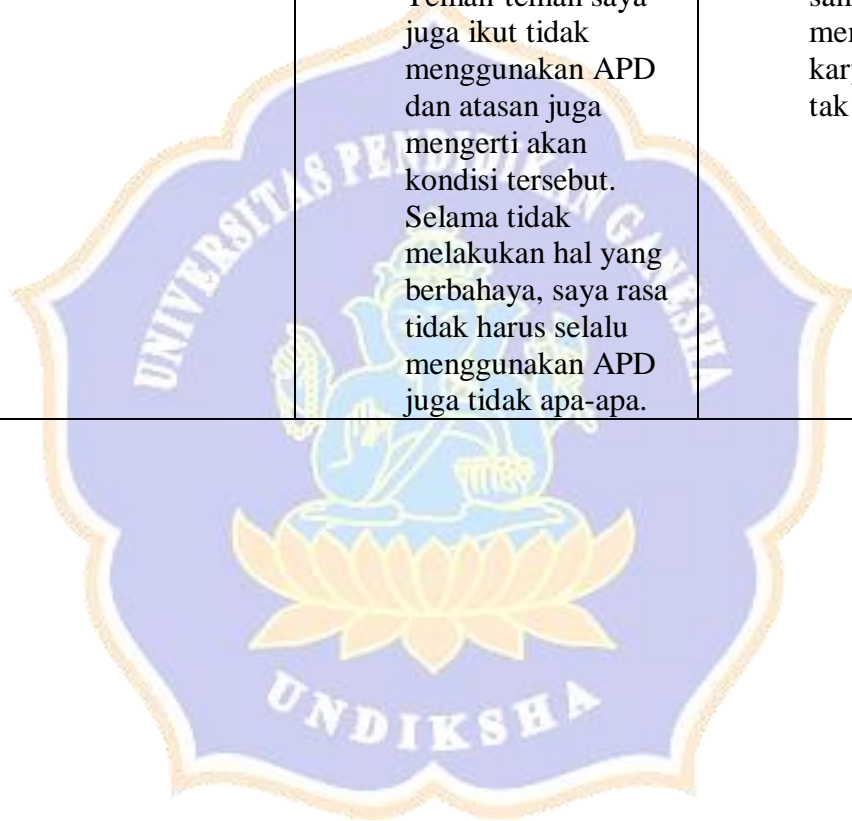 Teman-teman saya
juga ikut tidak
menggunakan APD
dan atasan juga
mengerti akan
kondisi tersebut.
Selama tidak
melakukan hal yang
berbahaya, saya rasa
tidak harus selalu
menggunakan APD
juga tidak apa-apa.
tak
UNIVERSITAS PENDIDIKAN GANESHA
UNDIKSHA